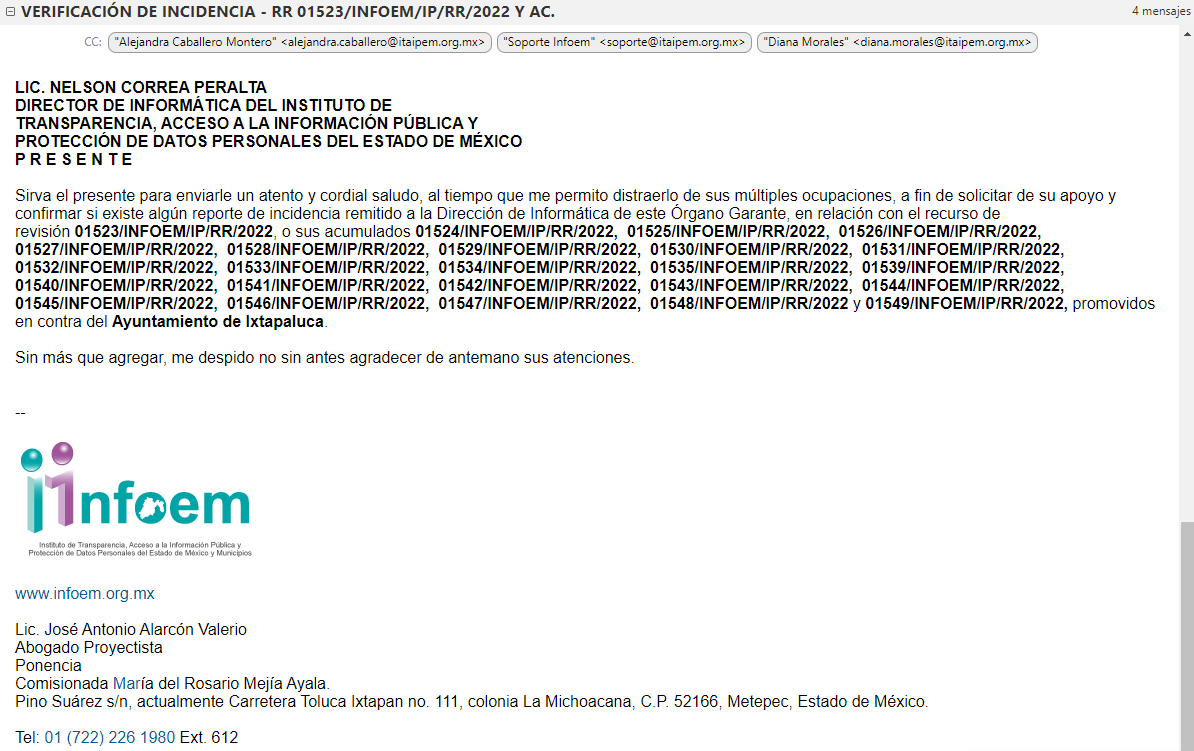 VERIFICACIÓN DE INCIDENCIA - RR 01523/INFOEM/IP/RR/2022 Y AC.
4 mensajes
CC: "Alejandra Caballero Montero" <alejandra.caballero@itaipem.org.mx> "Soporte Infoem" <soporte@itaipem.org.mx> "Diana Morales" <diana.morales@itaipem.org.mx>
LIC. NELSON CORREA PERALTA
DIRECTOR DE INFORMÁTICA DEL INSTITUTO DE
TRANSPARENCIA, ACCESO A LA INFORMACIÓN PÚBLICA Y
PROTECCIÓN DE DATOS PERSONALES DEL ESTADO DE MÉXICO
P R E S E N T E
Sirva el presente para enviarle un atento y cordial saludo, al tiempo que me permito distraerlo de sus múltiples ocupaciones, a fin de solicitar de su apoyo y
confirmar si existe algún reporte de incidencia remitido a la Dirección de Informática de este Órgano Garante, en relación con el recurso de
revisión 01523/INFOEM/IP/RR/2022, o sus acumulados 01524/INFOEM/IP/RR/2022, 01525/INFOEM/IP/RR/2022, 01526/INFOEM/IP/RR/2022,
01527/INFOEM/IP/RR/2022, 01528/INFOEM/IP/RR/2022, 01529/INFOEM/IP/RR/2022, 01530/INFOEM/IP/RR/2022, 01531/INFOEM/IP/RR/2022,
01532/INFOEM/IP/RR/2022, 01533/INFOEM/IP/RR/2022, 01534/INFOEM/IP/RR/2022, 01535/INFOEM/IP/RR/2022, 01539/INFOEM/IP/RR/2022,
01540/INFOEM/IP/RR/2022, 01541/INFOEM/IP/RR/2022, 01542/INFOEM/IP/RR/2022, 01543/INFOEM/IP/RR/2022, 01544/INFOEM/IP/RR/2022,
01545/INFOEM/IP/RR/2022, 01546/INFOEM/IP/RR/2022, 01547/INFOEM/IP/RR/2022, 01548/INFOEM/IP/RR/2022 y 01549/INFOEM/IP/RR/2022, promovidos
en contra del Ayuntamiento de Ixtapaluca.
Sin más que agregar, me despido no sin antes agradecer de antemano sus atenciones.
--
infoem
Instituto de Transparencia, Acceso a la Información Pública y
Protección de Datos Personales del Estado de México y Municipios
www.infoem.org.mx
Lic. José Antonio Alarcón Valerio
Abogado Proyectista
Ponencia
Comisionada María del Rosario Mejía Ayala.
Pino Suárez s/n, actualmente Carretera Toluca Ixtapan no. 111, colonia La Michoacana, C.P. 52166, Metepec, Estado de México.
Tel: 01 (722) 226 1980 Ext. 612